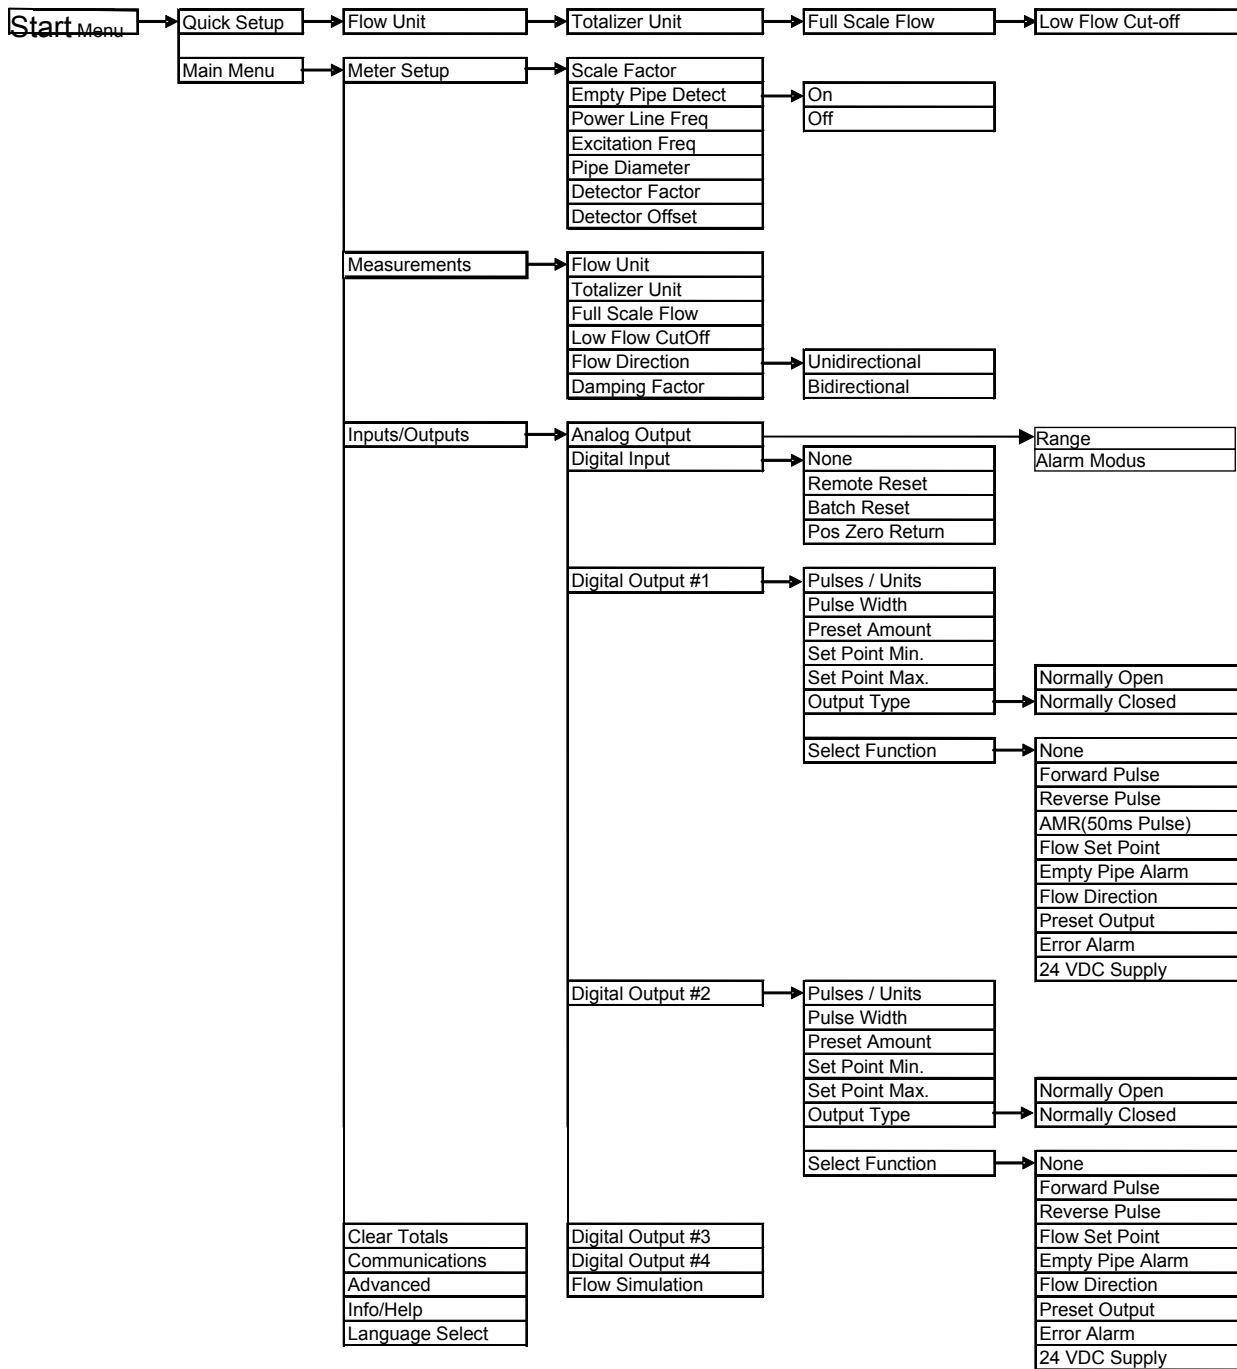 Start Menu
Quick Setup
Flow Unit
Totalizer Unit
Full Scale Flow
Low Flow Cut-off
Main Menu
Meter Setup
Scale Factor
Empty Pipe Detect
On
Power Line Freq
Off
Excitation Freq
Pipe Diameter
Detector Factor
Detector Offset
Measurements
Flow Unit
Totalizer Unit
Full Scale Flow
Low Flow CutOff
Flow Direction
Unidirectional
Damping Factor
Bidirectional
Inputs/Outputs
Analog Output
Range
Digital Input
None
Alarm Modus
Remote Reset
Batch Reset
Pos Zero Return
Digital Output #1
Pulses / Units
Pulse Width
Preset Amount
Set Point Min.
Set Point Max.
Normally Open
Output Type
Normally Closed
Select Function
None
Forward Pulse
Reverse Pulse
AMR(50ms Pulse)
Flow Set Point
Empty Pipe Alarm
Flow Direction
Preset Output
Error Alarm
24 VDC Supply
Digital Output #2
Pulses / Units
Pulse Width
Preset Amount
Set Point Min.
Set Point Max.
Normally Open
Output Type
Normally Closed
Select Function
None
Forward Pulse
Reverse Pulse
Clear Totals
Digital Output #3
Flow Set Point
Communications
Digital Output #4
Empty Pipe Alarm
Advanced
Flow Simulation
Flow Direction
Info/Help
Preset Output
Language Select
Error Alarm
24 VDC Supply